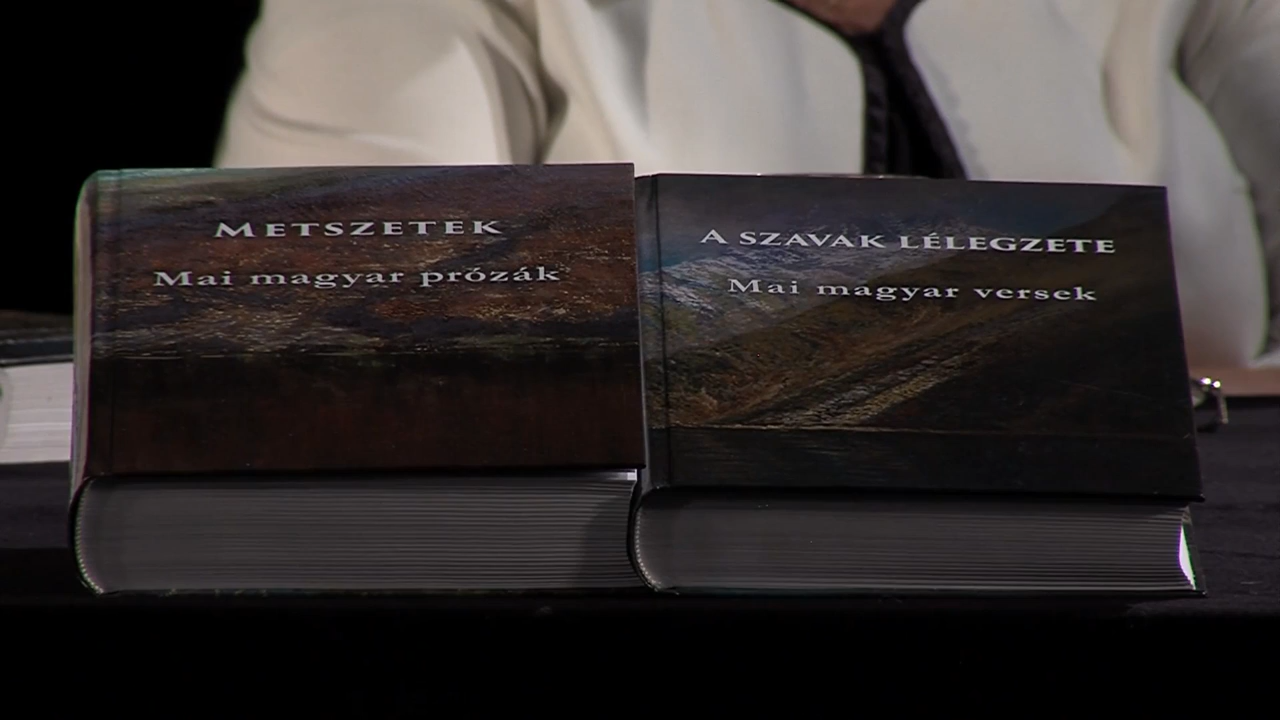 METSZETEK
Mai magyar prózák
A SZAVAK LÉLEGZETE
Mai magyar versek